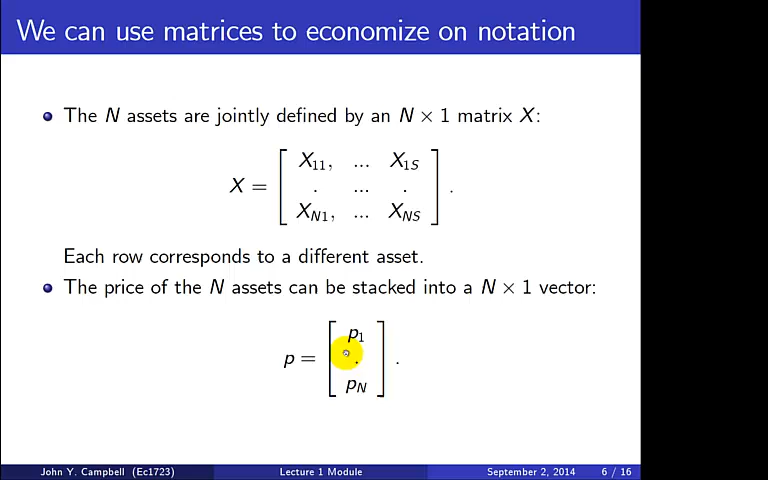 We can use matrices to economize on notation
The N assets are jointly defined by an N × 1 matrix X:
X = [ X11, ... X1S
. ... .
XN1, ... XNS ] .
Each row corresponds to a different asset.
The price of the N assets can be stacked into a N × 1 vector:
p = [ p1
.
pN ] .
John Y. Campbell (Ec1723) Lecture 1 Module September 2, 2014 6 / 16